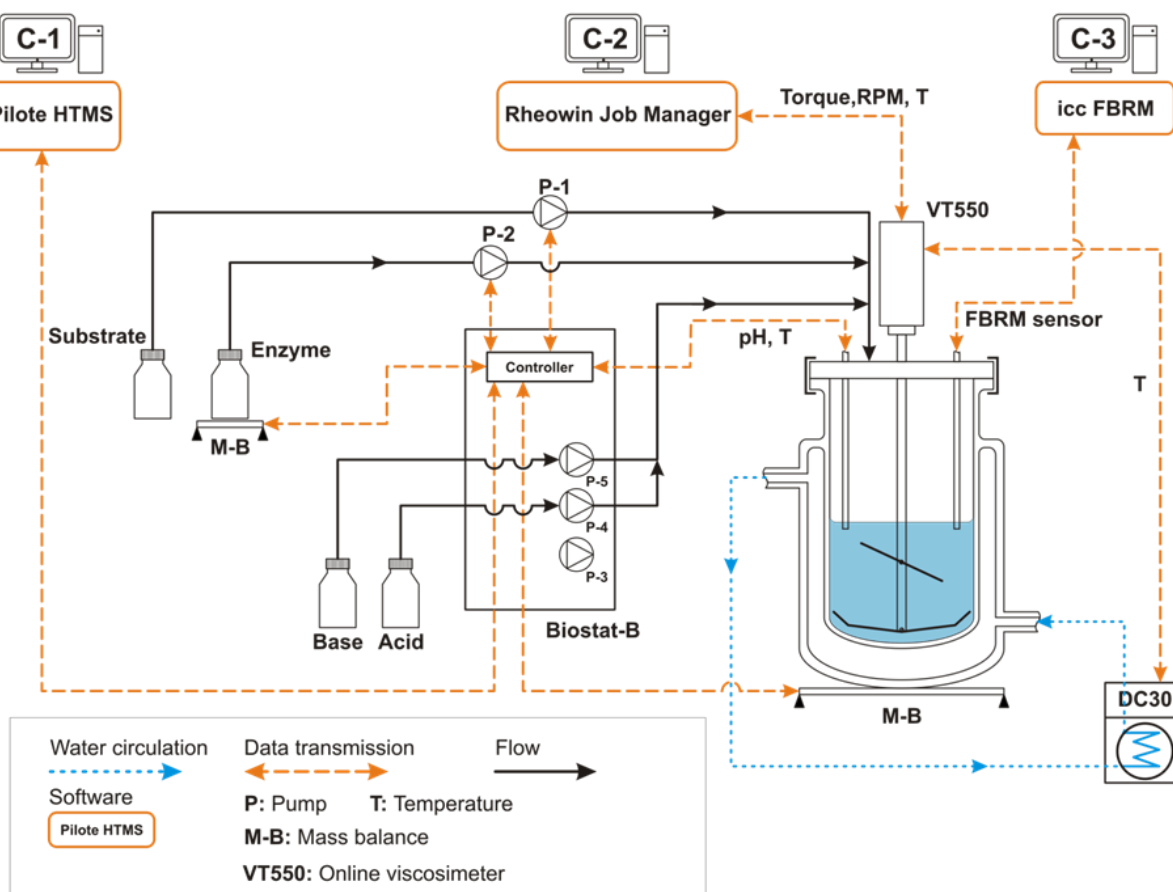 C-1
C-2
C-3
Pilote HTMS
Rheowin Job Manager
icc FBRM
Torque,RPM, T
P-1
VT550
P-2
Substrate
Enzyme
FBRM sensor
pH, T
Controller
T
M-B
P-5
P-4
P-3
Base
Acid
Biostat-B
M-B
DC30
Water circulation
Data transmission
Flow
Software
P: Pump
T: Temperature
Pilote HTMS
M-B: Mass balance
VT550: Online viscosimeter